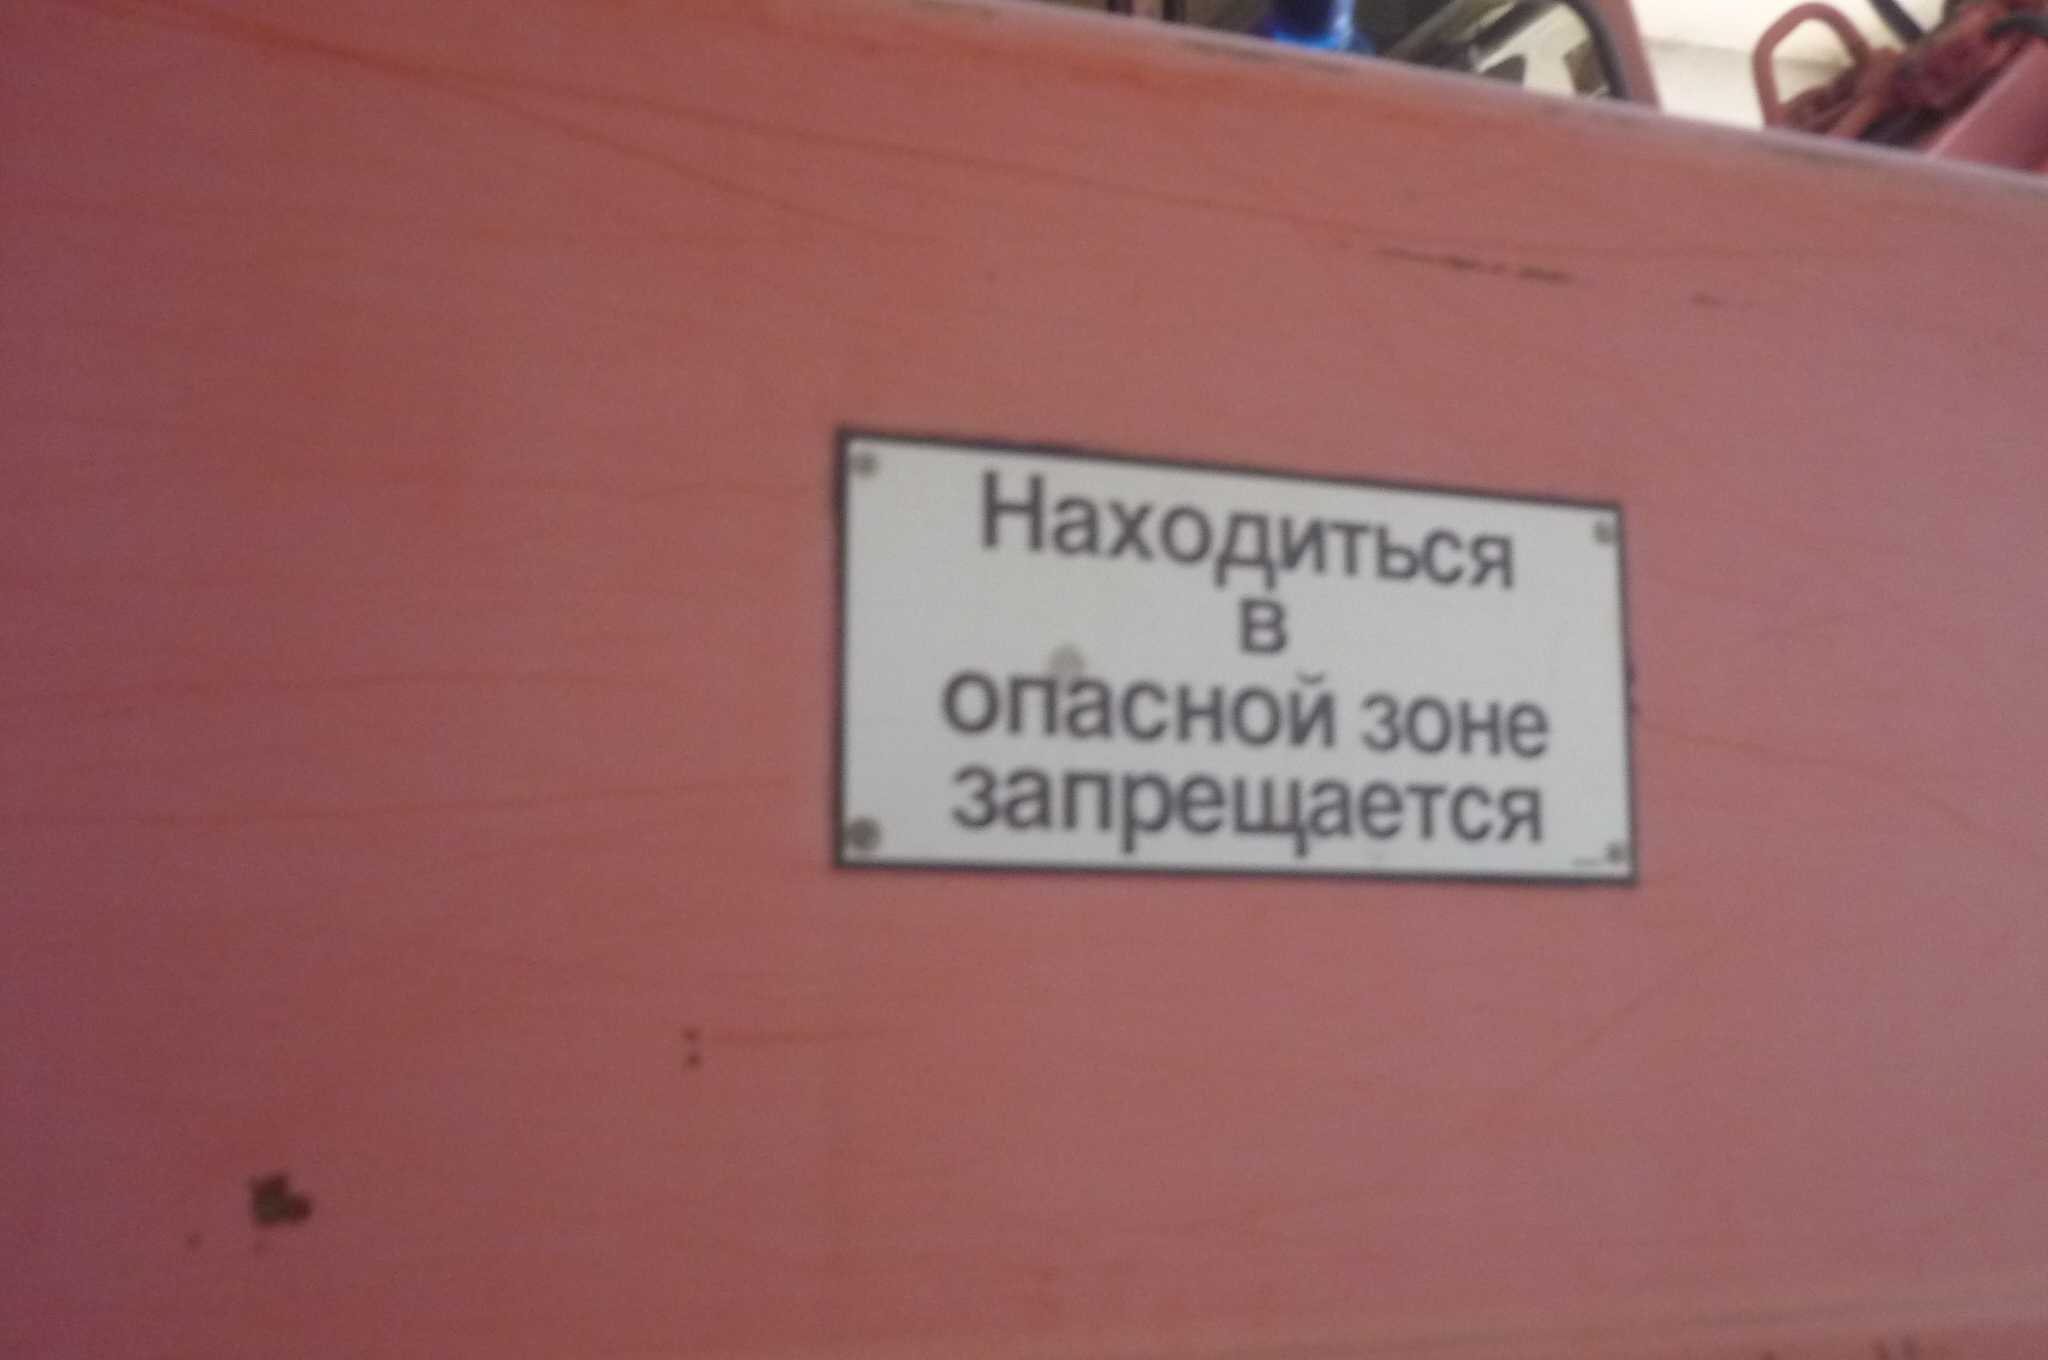 Находиться
в
опасной зоне
запрещается